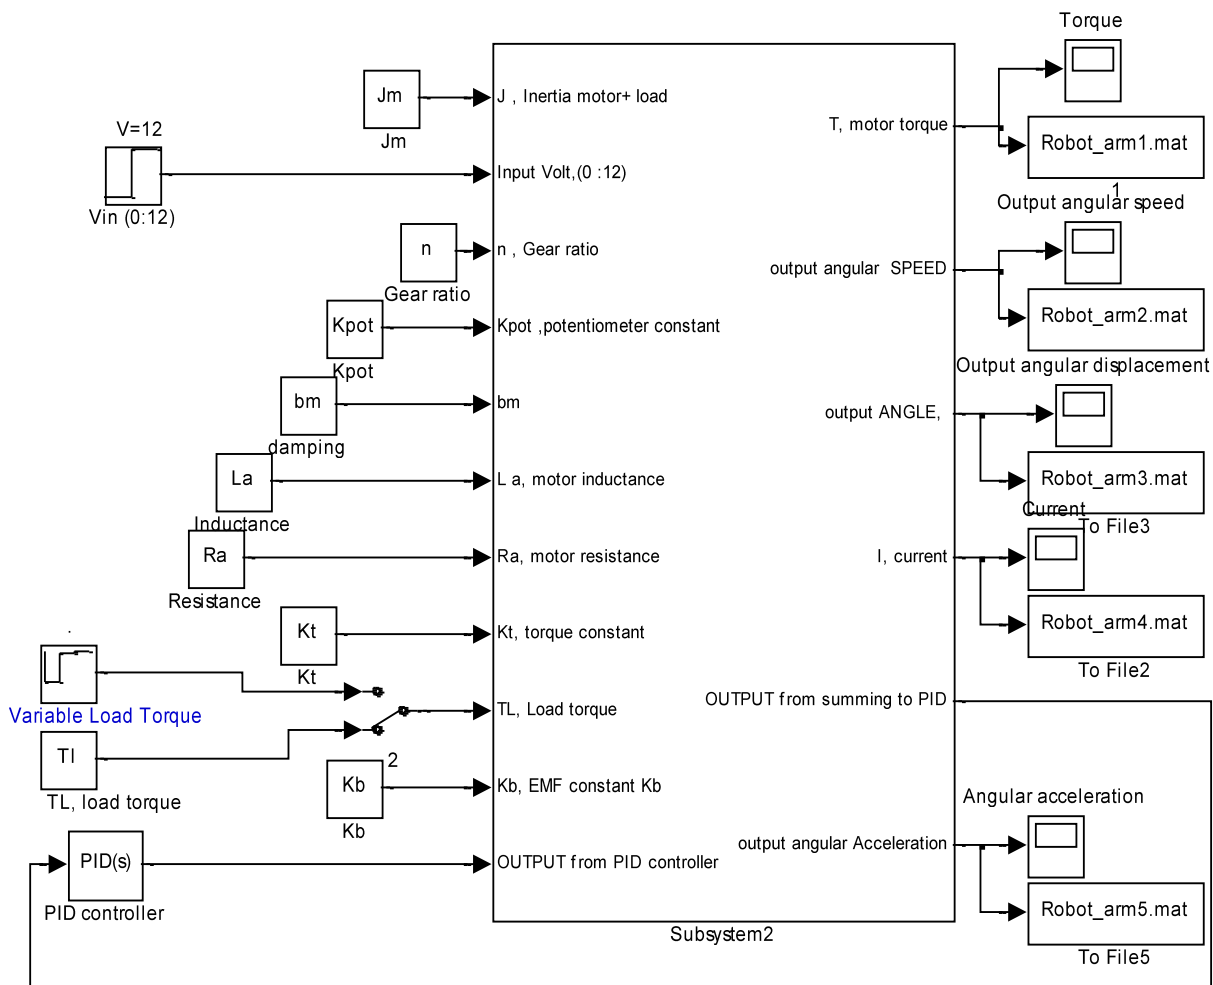 Torque
Jm
J , Inertia motor+ load
Jm
T, motor torque
Robot_arm1.mat
1
V=12
Input Volt,(0 :12)
Vin (0:12)
Output angular speed
n
n , Gear ratio
Gear ratio
output angular  SPEED
Robot_arm2.mat
Kpot
Kpot ,potentiometer constant
Kpot
Output angular displacement
bm
bm
damping
output ANGLE,
Robot_arm3.mat
To File3
La
L a, motor inductance
Inductance
Current
Ra
Ra, motor resistance
Resistance
I, current
Robot_arm4.mat
To File2
Kt
Kt, torque constant
Kt
Variable Load Torque
TL, Load torque
OUTPUT from summing to PID
Tl
TL, load torque
2
Kb
Kb, EMF constant Kb
Kb
Angular acceleration
output angular Acceleration
PID(s)
OUTPUT from PID controller
PID controller
Robot_arm5.mat
To File5
Subsystem2